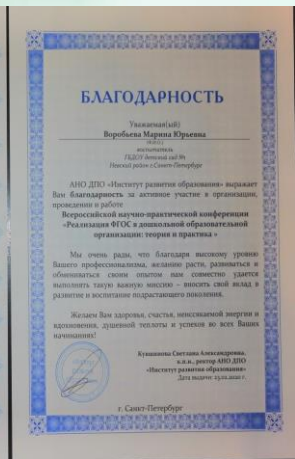 БЛАГОДАРНОСТЬ
Уважаемая(ый)
Воробьева Марина Юрьевна
воспитатель
ГБДОУ детский сад №
Невский район г. Санкт-Петербург
АНО ДПО «Институт развития образования» выражает
Вам благодарность за активное участие в организации,
проведении и работе
Всероссийской научно-практической конференции
«Реализация ФГОС в дошкольной образовательной
организации: теория и практика »
Мы очень рады, что благодаря высокому уровню
Вашего профессионализма, желанию расти, развиваться и
обмениваться своим опытом нам совместно удается
выполнять такую важную миссию – вносить свой вклад в
развитие и воспитание подрастающего поколения.
Желаем Вам здоровья, счастья, неиссякаемой энергии и
вдохновения, душевной теплоты и успехов во всех Ваших
начинаниях!
Светлана Александровна,
к.п.н., ректор АНО ДПО
«Институт развития образования»
Дата выдачи:
г. Санкт-Петербург